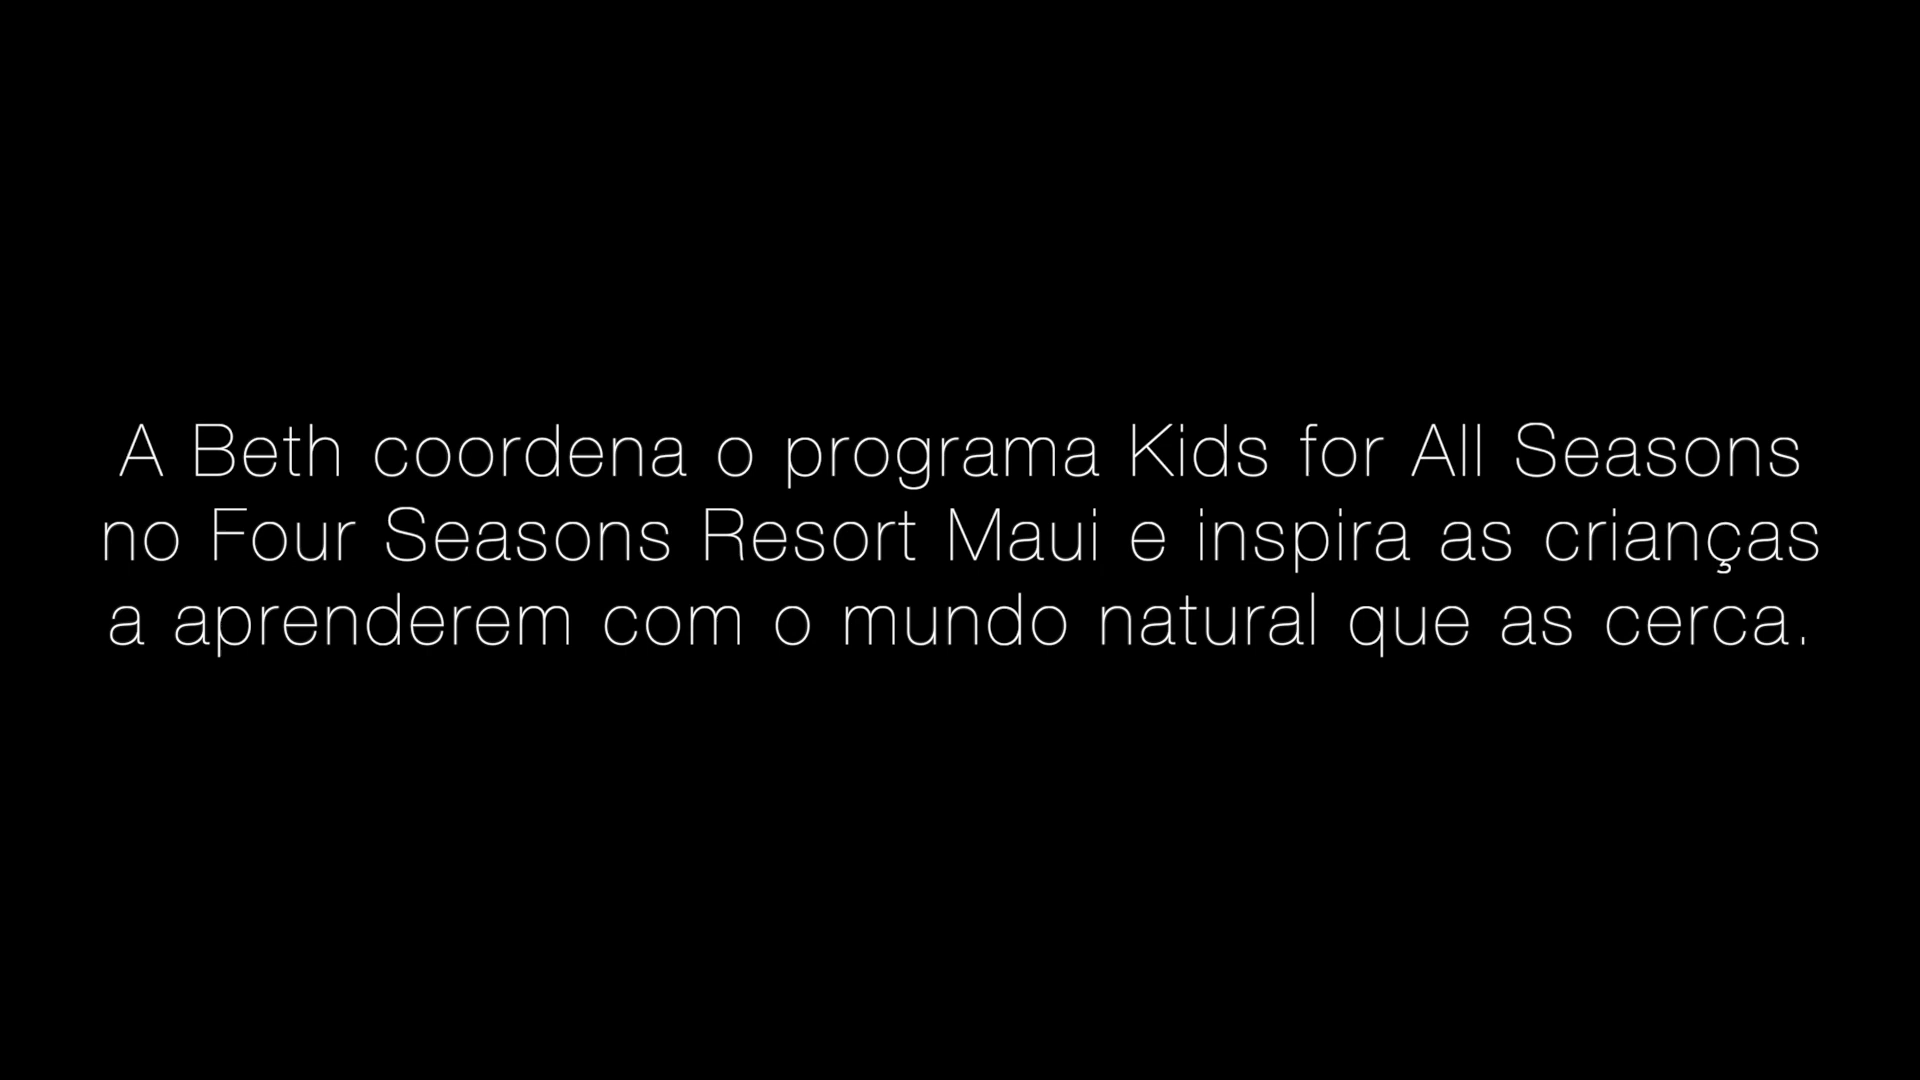 A Beth coordena o programa Kids for All Seasons
no Four Seasons Resort Maui e inspira as crianças
a aprenderem com o mundo natural que as cerca.